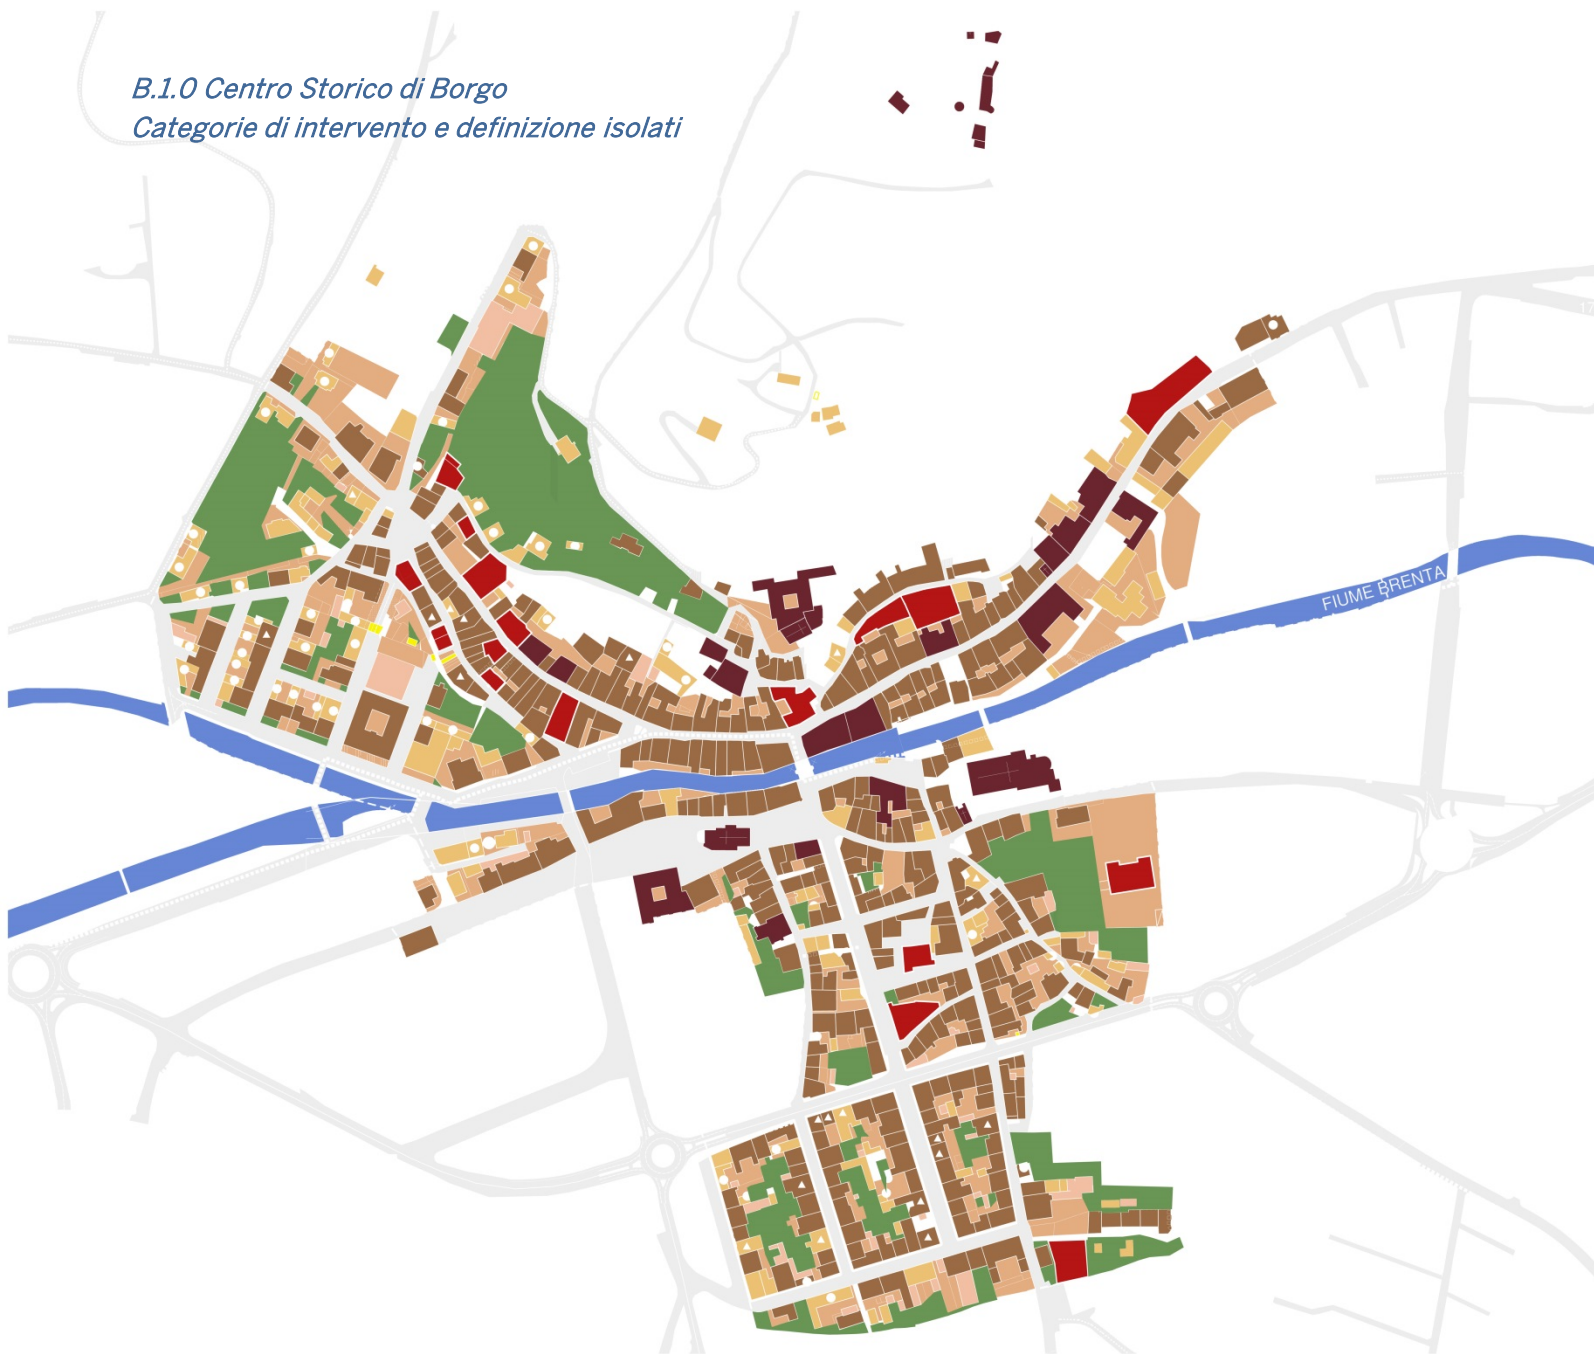 B.1.0 Centro Storico di Borgo
Categorie di intervento e definizione isolati
FIUME BRENTA